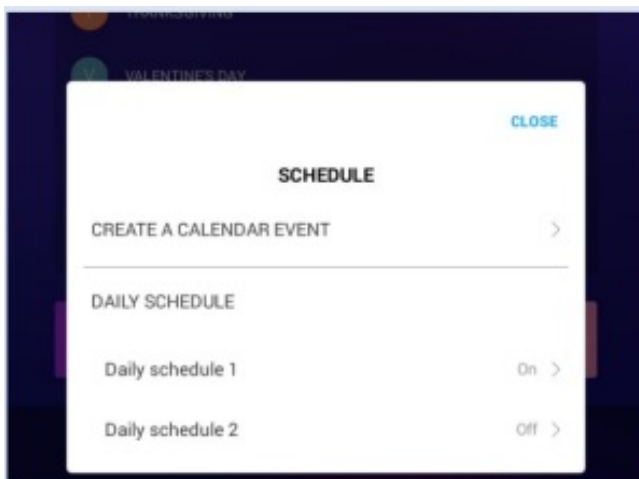 T THANKSGIVING
V VALENTINE'S DAY
CLOSE
SCHEDULE
CREATE A CALENDAR EVENT
DAILY SCHEDULE
Daily schedule 1 On
Daily schedule 2 Off